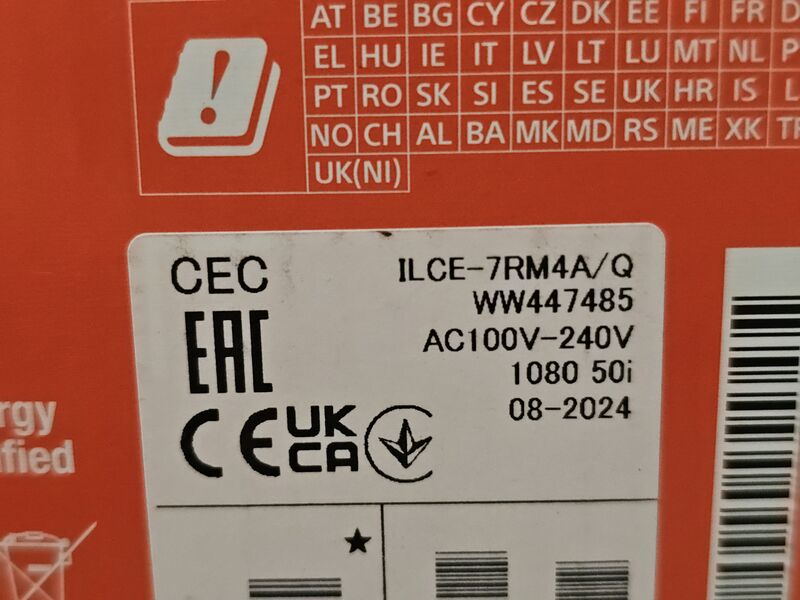 AT BE BG CY CZ DK EE FI FR
EL HU IE IT LV LT LU MT NL
PT RO SK SI ES SE UK HR IS
NO CH AL BA MK MD RS ME XK
UK(NI)
CEC
ILCE-7RM4A/Q
WW447485
EAC
AC100V-240V
1080 50i
CE UK CA
08-2024